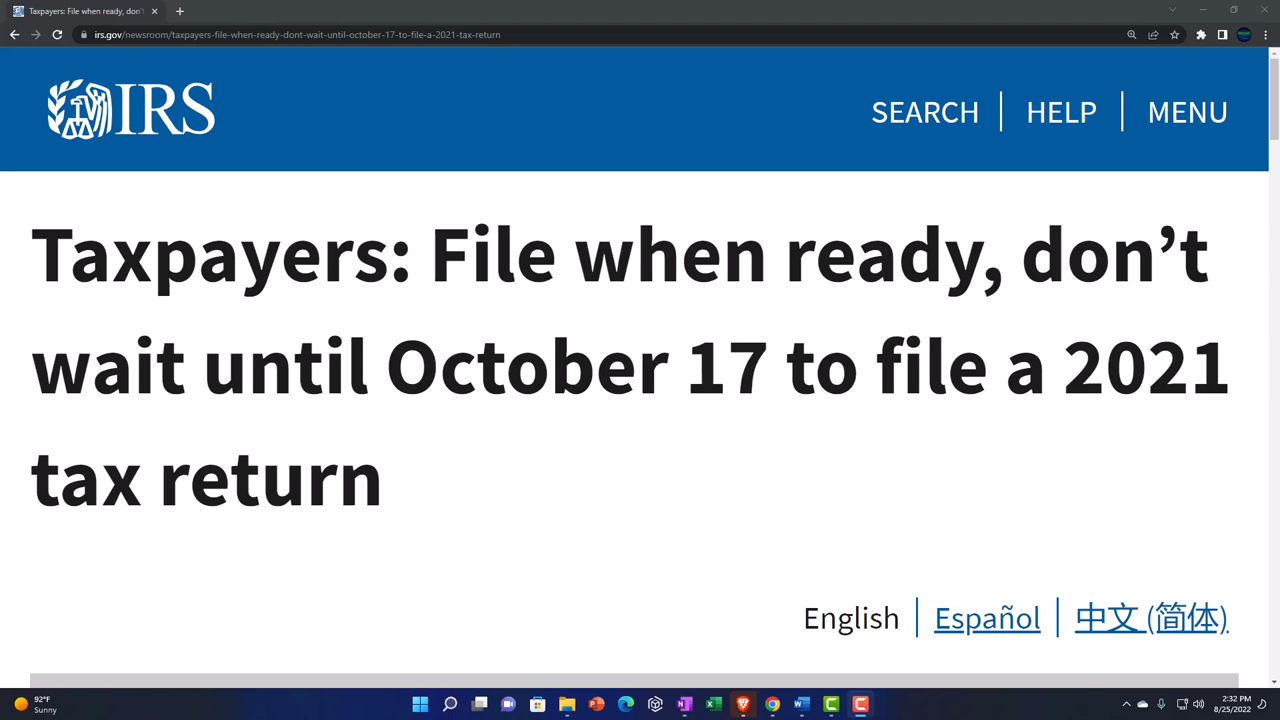 Taxpayers: File when ready, don't
irs.gov/newsroom/taxpayers-file-when-ready-dont-wait-until-october-17-to-file-a-2021-tax-return
IRS
SEARCH
HELP
MENU
Taxpayers: File when ready, don’t
wait until October 17 to file a 2021
tax return
English
Español
中文 (简体)
92°F
Sunny
2:32 PM
8/25/2022